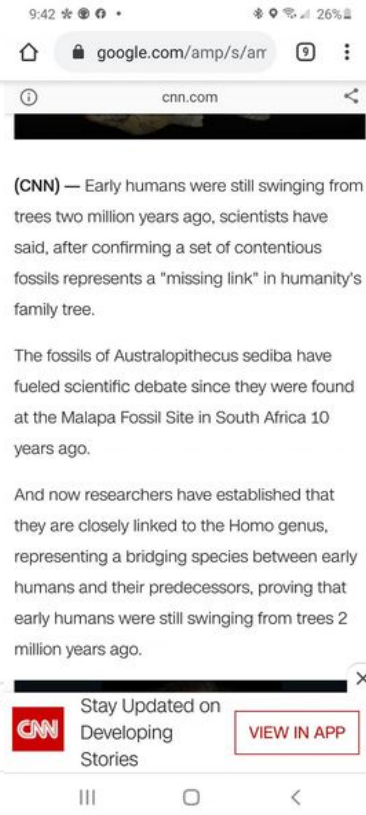 9:42
26%
google.com/amp/s/am
9
cnn.com
(CNN) — Early humans were still swinging from
trees two million years ago, scientists have
said, after confirming a set of contentious
fossils represents a "missing link" in humanity's
family tree.
The fossils of Australopithecus sediba have
fueled scientific debate since they were found
at the Malapa Fossil Site in South Africa 10
years ago.
And now researchers have established that
they are closely linked to the Homo genus,
representing a bridging species between early
humans and their predecessors, proving that
early humans were still swinging from trees 2
million years ago.
Stay Updated on
CNN Developing VIEW IN APP
Stories